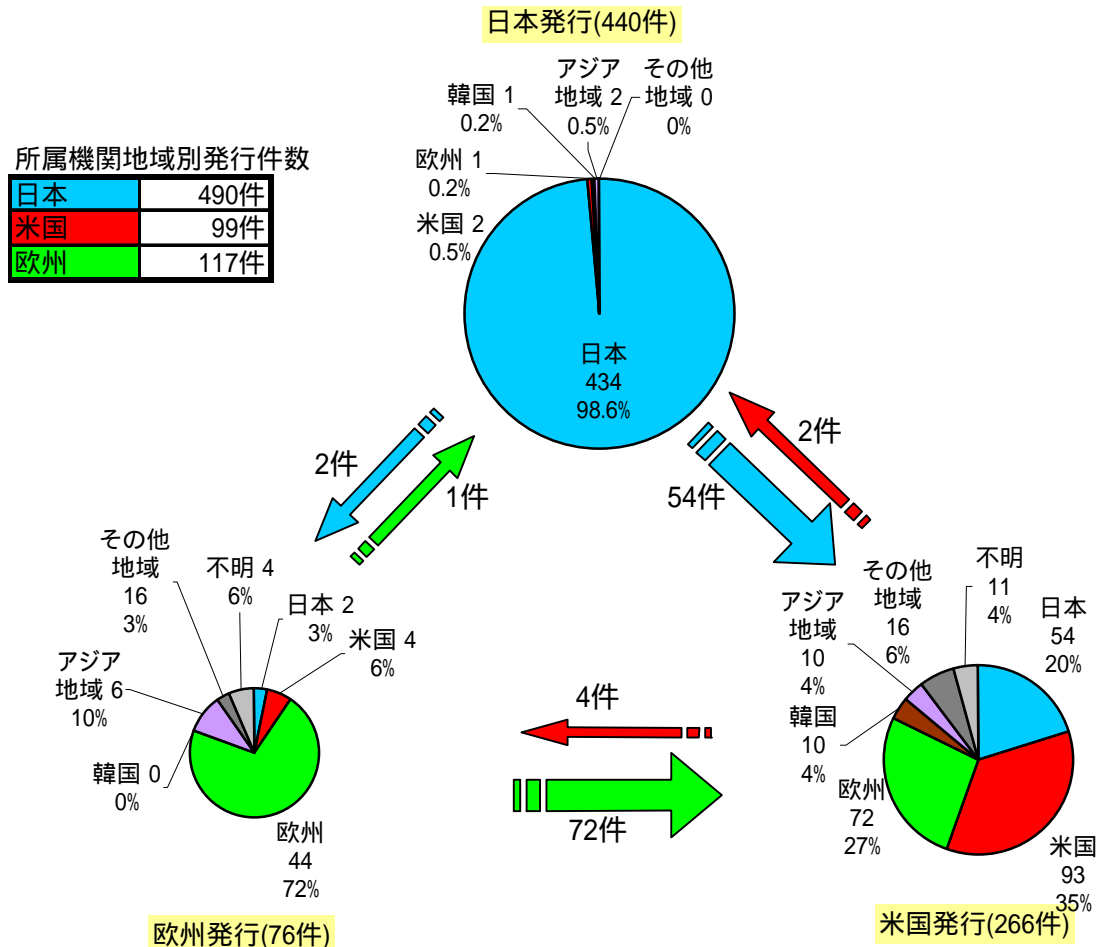 日本発行(440件)
韓国 1
0.2%
アジア
地域 2
0.5%
その他
地域 0
0%
欧州 1
0.2%
米国 2
0.5%
日本
434
98.6%
所属機関地域別発行件数
日本 490件
米国 99件
欧州 117件
2件
1件
54件
2件
その他
地域
16
3%
不明 4
6%
日本 2
3%
米国 4
6%
アジア
地域 6
10%
韓国 0
0%
欧州
44
72%
欧州発行(76件)
4件
72件
アジア
地域
10
4%
その他
地域
16
6%
不明
11
4%
日本
54
20%
韓国
10
4%
欧州
72
27%
米国
93
35%
米国発行(266件)